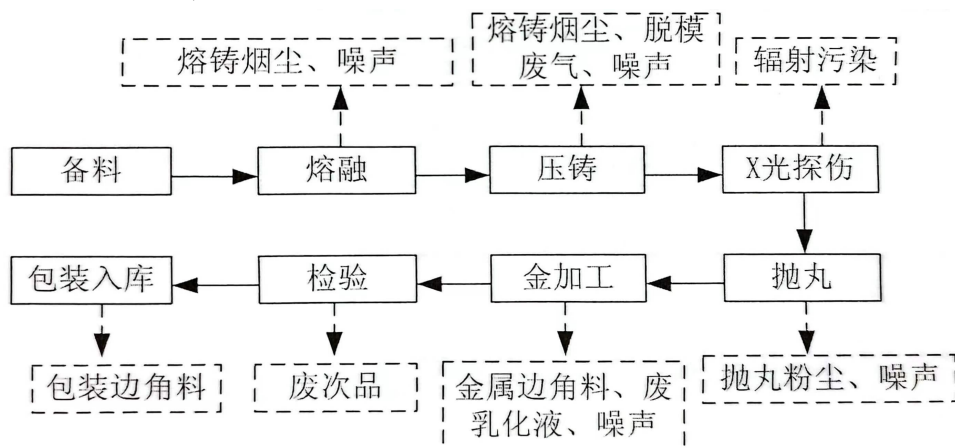 熔铸烟尘、噪声
熔铸烟尘、脱模
废气、噪声
辐射污染
备料
熔融
压铸
X光探伤
包装入库
检验
金加工
抛丸
包装边角料
废次品
金属边角料、废
乳化液、噪声
抛丸粉尘、噪声